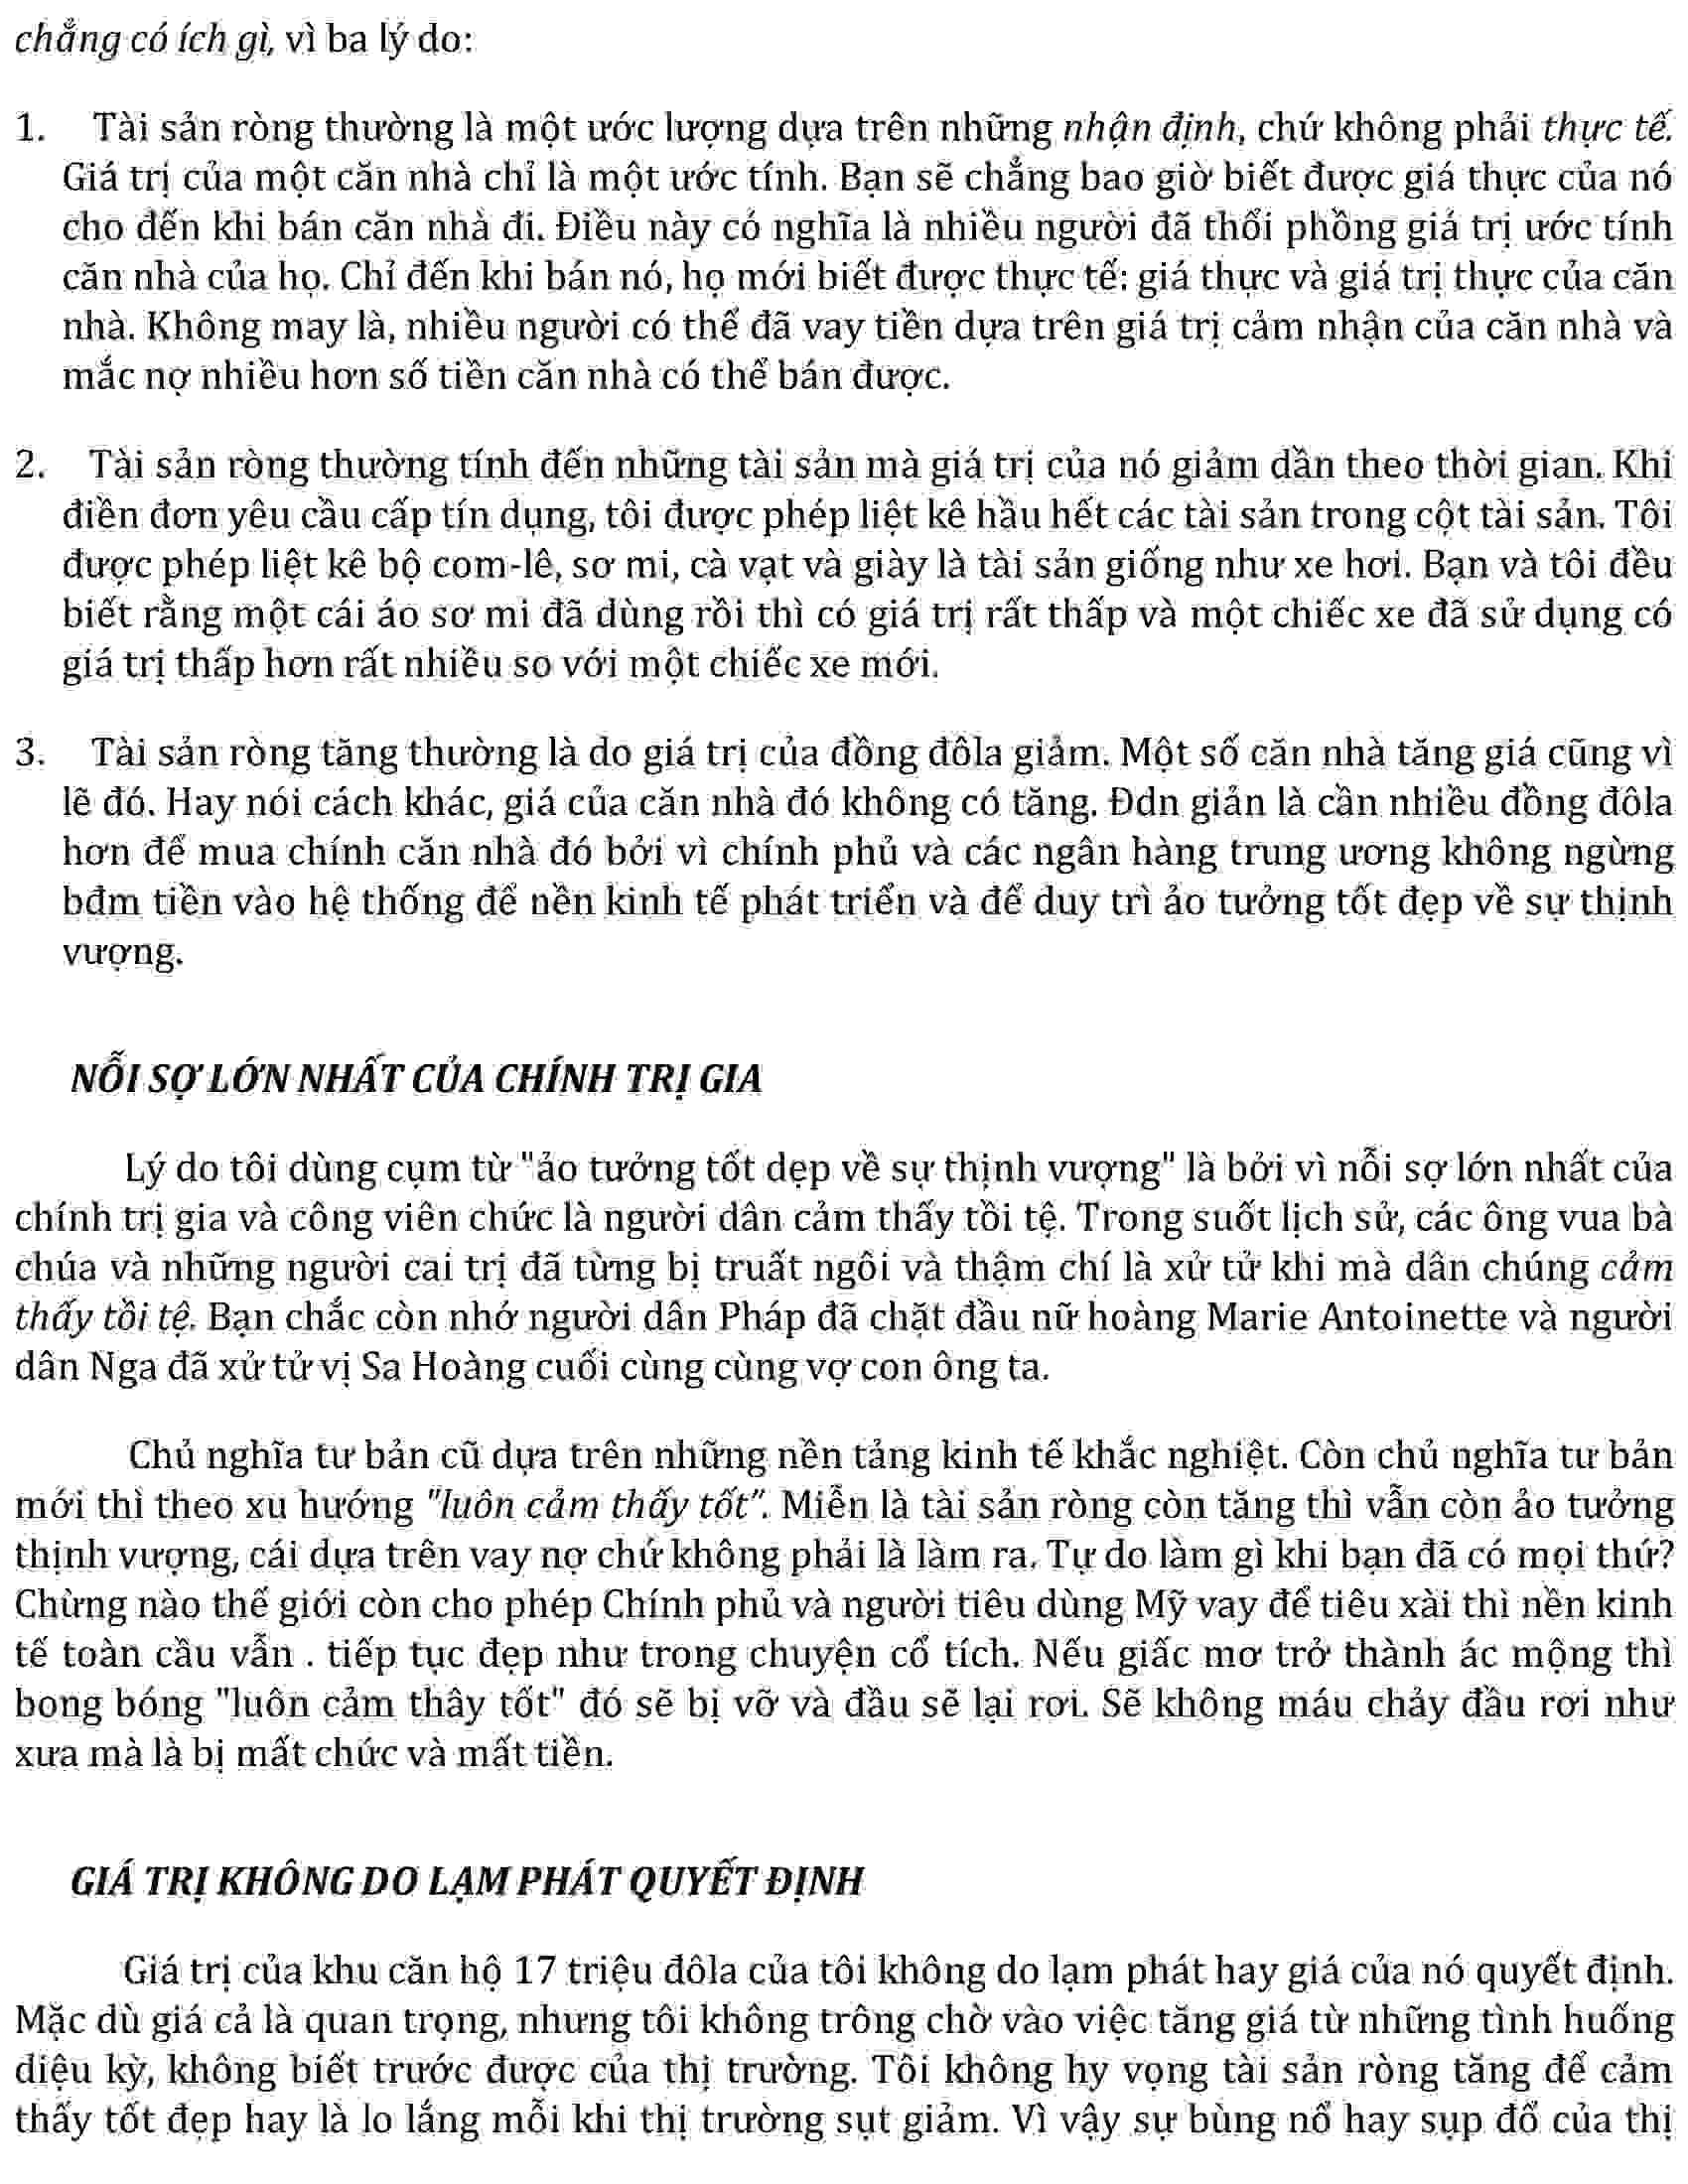 chẳng có ích gì, vì ba lý do:
1. Tài sản ròng thường là một ước lượng dựa trên những nhận định, chứ không phải thực tế.
Giá trị của một căn nhà chỉ là một ước tính. Bạn sẽ chẳng bao giờ biết được giá thực của nó
cho đến khi bán căn nhà đi. Điều này có nghĩa là nhiều người đã thổi phồng giá trị ước tính
căn nhà của họ. Chỉ đến khi bán nó, họ mới biết được thực tế: giá thực và giá trị thực của căn
nhà. Không may là, nhiều người có thể đã vay tiền dựa trên giá trị cảm nhận của căn nhà và
mắc nợ nhiều hơn số tiền căn nhà có thể bán được.
2. Tài sản ròng thường tính đến những tài sản mà giá trị của nó giảm dần theo thời gian. Khi
điền đơn yêu cầu cấp tín dụng, tôi được phép liệt kê hầu hết các tài sản trong cột tài sản. Tôi
được phép liệt kê bộ com-lê, sơ mi, cà vạt và giày là tài sản giống như xe hơi. Bạn và tôi đều
biết rằng một cái áo sơ mi đã dùng rồi thì có giá trị rất thấp và một chiếc xe đã sử dụng có
giá trị thấp hơn rất nhiều so với một chiếc xe mới.
3. Tài sản ròng tăng thường là do giá trị của đồng đôla giảm. Một số căn nhà tăng giá cũng vì
lẽ đó. Hay nói cách khác, giá của căn nhà đó không có tăng. Đdn giản là cần nhiều đồng đôla
hơn để mua chính căn nhà đó bởi vì chính phủ và các ngân hàng trung ương không ngừng
bđm tiền vào hệ thống để nền kinh tế phát triển và để duy trì ảo tưởng tốt đẹp về sự thịnh
vượng.
NỖI SỢ LỚN NHẤT CỦA CHÍNH TRỊ GIA
Lý do tôi dùng cụm từ "ảo tưởng tốt dẹp về sự thịnh vượng" là bởi vì nỗi sợ lớn nhất của
chính trị gia và công viên chức là người dân cảm thấy tồi tệ. Trong suốt lịch sử, các ông vua bà
chúa và những người cai trị đã từng bị truất ngôi và thậm chí là xử tử khi mà dân chúng cảm
thấy tồi tệ. Bạn chắc còn nhớ người dân Pháp đã chặt đầu nữ hoàng Marie Antoinette và người
dân Nga đã xử tử vị Sa Hoàng cuối cùng cùng vợ con ông ta.
Chủ nghĩa tư bản cũ dựa trên những nền tảng kinh tế khắc nghiệt. Còn chủ nghĩa tư bản
mới thì theo xu hướng "luôn cảm thấy tốt". Miễn là tài sản ròng còn tăng thì vẫn còn ảo tưởng
thịnh vượng, cái dựa trên vay nợ chứ không phải là làm ra. Tự do làm gì khi bạn đã có mọi thứ?
Chừng nào thế giới còn cho phép Chính phủ và người tiêu dùng Mỹ vay để tiêu xài thì nền kinh
tế toàn cầu vẫn . tiếp tục đẹp như trong chuyện cổ tích. Nếu giấc mơ trở thành ác mộng thì
bong bóng "luôn cảm thây tốt" đó sẽ bị vỡ và đầu sẽ lại rơi. Sẽ không máu chảy đầu rơi như
xưa mà là bị mất chức và mất tiền.
GIÁ TRỊ KHÔNG DO LẠM PHÁT QUYẾT ĐỊNH
Giá trị của khu căn hộ 17 triệu đôla của tôi không do lạm phát hay giá của nó quyết định.
Mặc dù giá cả là quan trọng, nhưng tôi không trông chờ vào việc tăng giá từ những tình huống
diệu kỳ, không biết trước được của thị trường. Tôi không hy vọng tài sản ròng tăng để cảm
thấy tốt đẹp hay là lo lắng mỗi khi thị trường sụt giảm. Vì vậy sự bùng nổ hay sụp đổ của thị